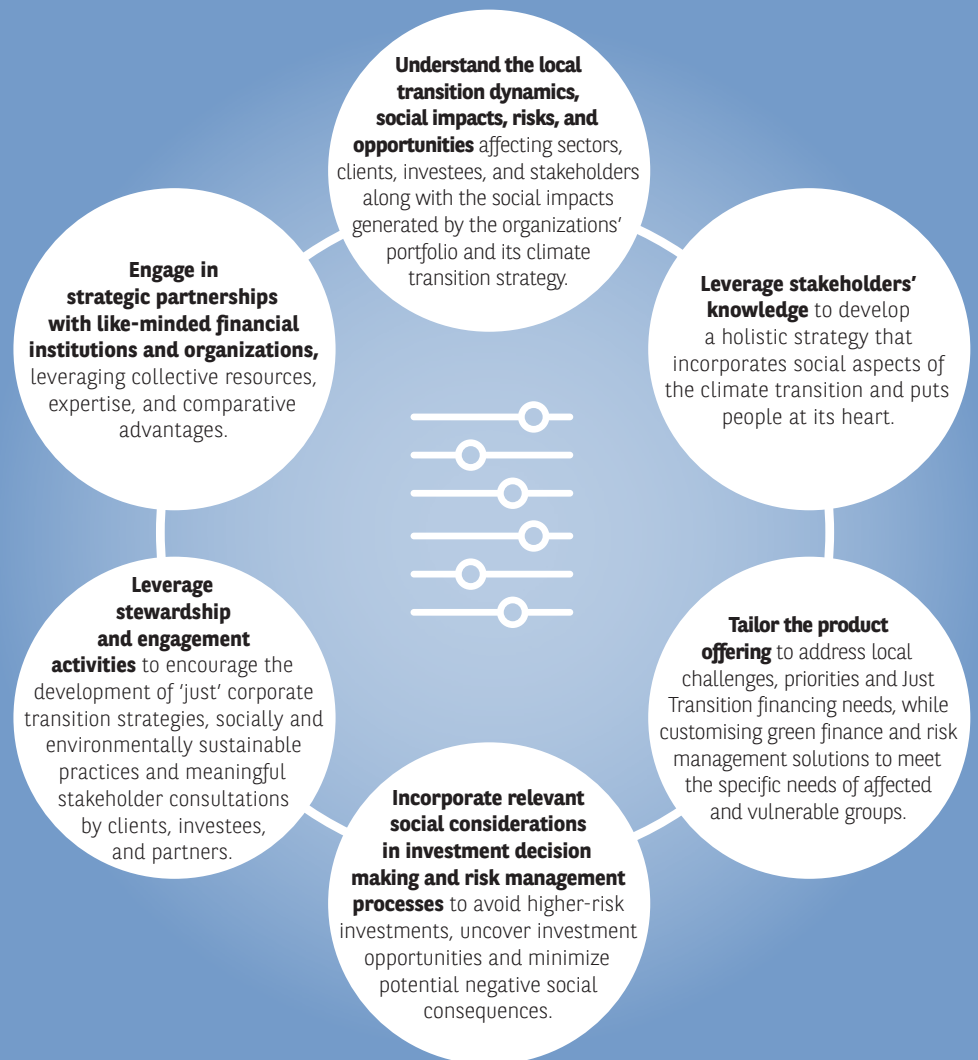 Understand the local
transition dynamics,
social impacts, risks, and
opportunities affecting sectors,
clients, investees, and stakeholders
along with the social impacts
generated by the organizations’
portfolio and its climate
transition strategy.
Leverage stakeholders’
knowledge to develop
a holistic strategy that
incorporates social aspects of
the climate transition and puts
people at its heart.
Tailor the product
offering to address local
challenges, priorities and Just
Transition financing needs, while
customising green finance and risk
management solutions to meet
the specific needs of affected
and vulnerable groups.
Incorporate relevant
social considerations
in investment decision
making and risk management
processes to avoid higher-risk
investments, uncover investment
opportunities and minimize
potential negative social
consequences.
Leverage
stewardship
and engagement
activities to encourage the
development of ‘just’ corporate
transition strategies, socially and
environmentally sustainable
practices and meaningful
stakeholder consultations
by clients, investees,
and partners.
Engage in
strategic partnerships
with like-minded financial
institutions and organizations,
leveraging collective resources,
expertise, and comparative
advantages.